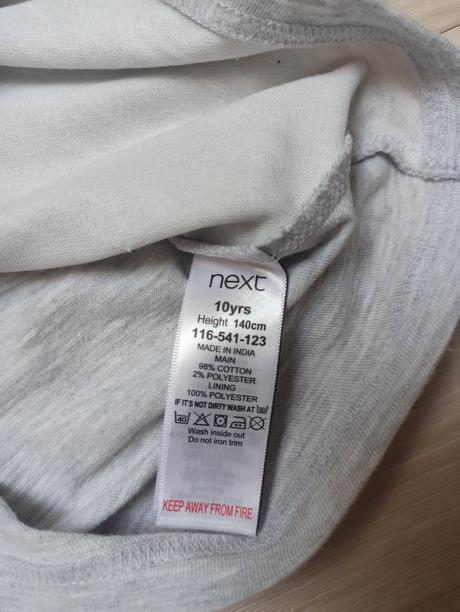 next
10yrs
Height 140cm
116-541-123
MADE IN INDIA
MAIN
98% COTTON
2% POLYESTER
LINING
100% POLYESTER
IF IT'S NOT DIRTY WASH AT 30
40
Wash inside out
Do not iron trim
KEEP AWAY FROM FIRE